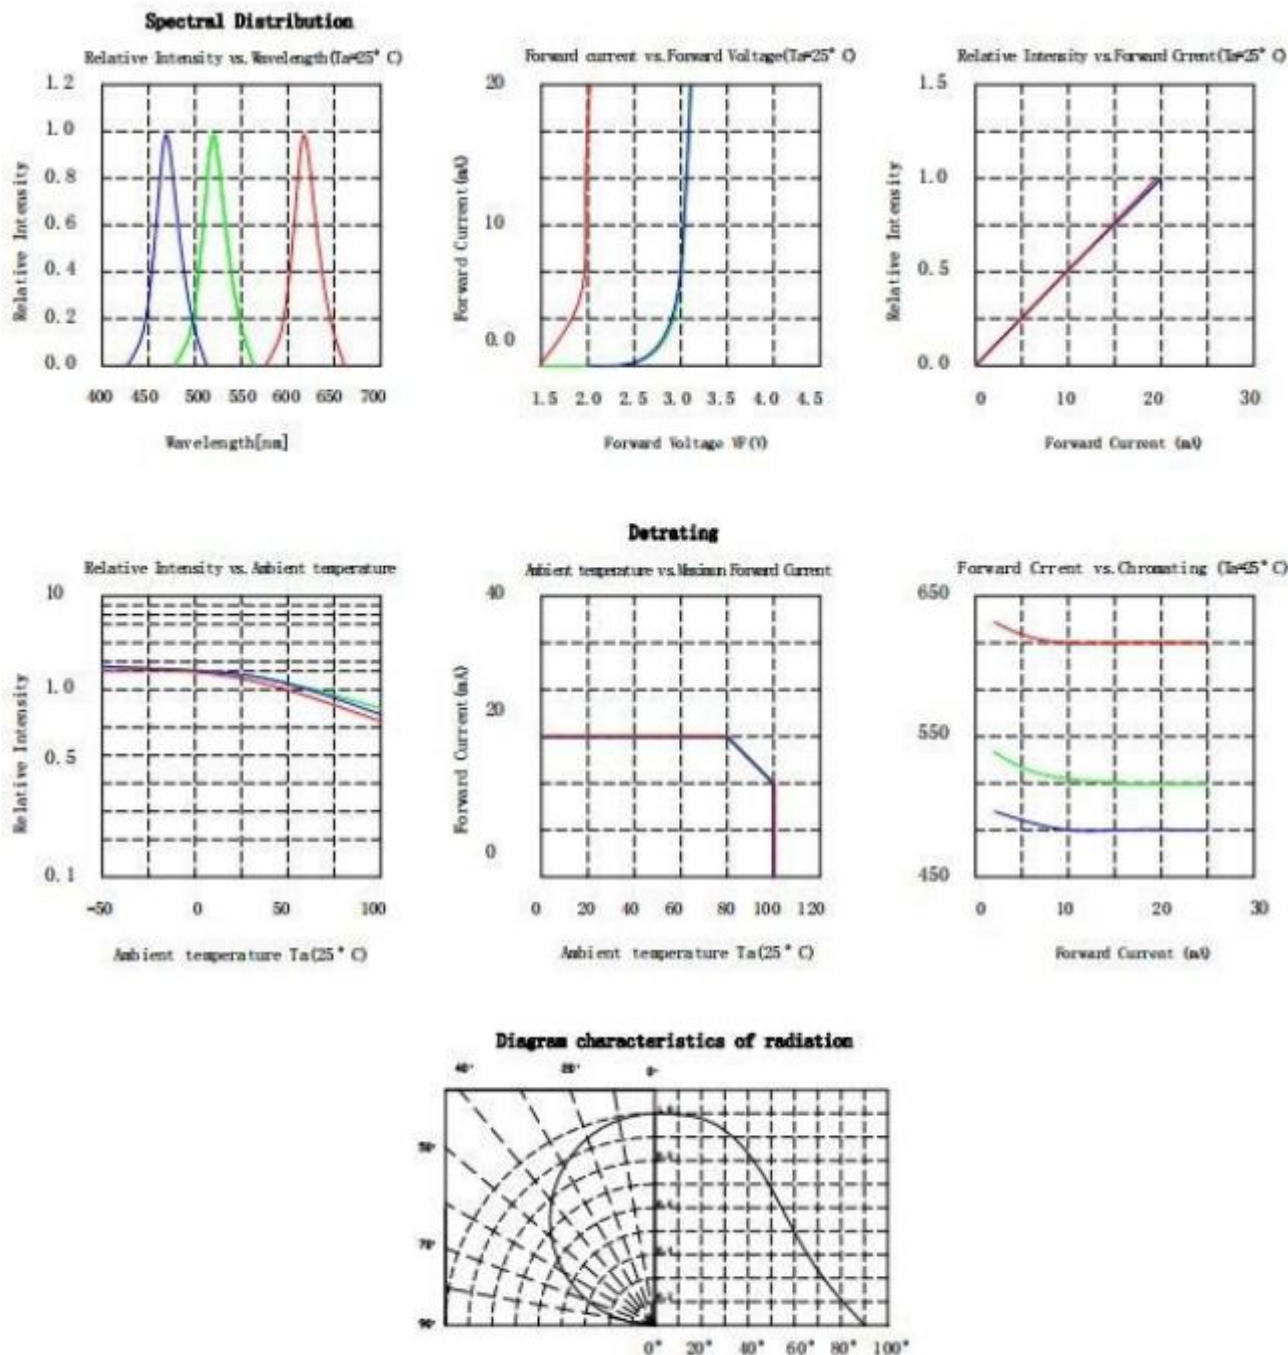 Spectral Distribution
Relative Intensity vs. Wavelength(Ta=25°C)
1.2
1.0
0.8
0.6
0.4
0.2
0.0
Relative Intensity
400 450 500 550 600 650 700
Wavelength[nm]
Forward current vs.Forward Voltage(Ta=25°C)
20
10
0.0
Forward Current(mA)
1.5 2.0 2.5 3.0 3.5 4.0 4.5
Forward Voltage VF(V)
Relative Intensity vs.Forward Crrent(Ta=25°C)
1.5
1.0
0.5
0.0
Relative Intensity
0 10 20 30
Forward Current (mA)
Relative Intensity vs.Ambient temperature
10
1.0
0.5
0.1
Relative Intensity
-50 0 50 100
Ambient temperature Ta(25°C)
Detrating
Ambient temperature vs.Maximun Forward Current
40
20
0
Forward Current(mA)
0 20 40 60 80 100 120
Ambient temperature Ta(25°C)
Forward Crrent vs.Chromating (Ta=25°C)
650
550
450
0 10 20 30
Forward Current (mA)
Diagram characteristics of radiation
40°
20°
0°
70°
90°
0° 20° 40° 60° 80° 100°